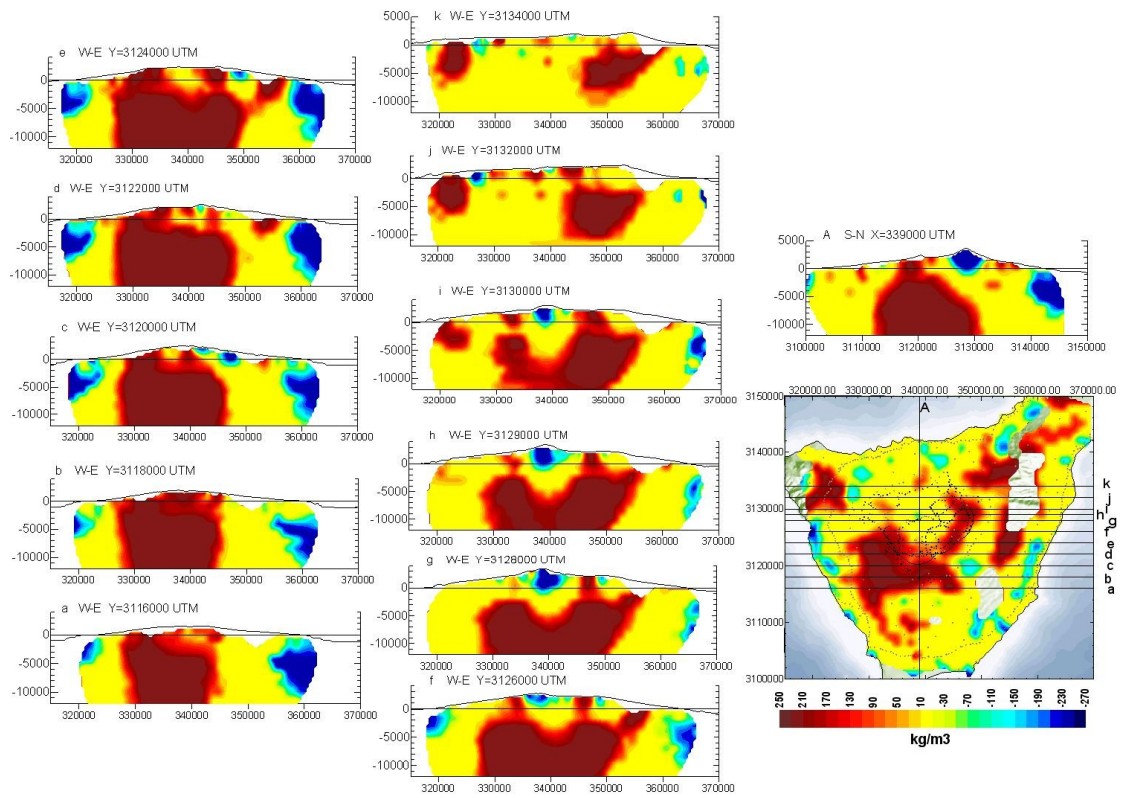 e W-E Y=3124000 UTM
0
-5000
-10000
320000 330000 340000 350000 360000 370000
d W-E Y=3122000 UTM
0
-5000
-10000
320000 330000 340000 350000 360000 370000
c W-E Y=3120000 UTM
0
-5000
-10000
320000 330000 340000 350000 360000 370000
b W-E Y=3118000 UTM
0
-5000
-10000
320000 330000 340000 350000 360000 370000
a W-E Y=3116000 UTM
0
-5000
-10000
320000 330000 340000 350000 360000 370000
k W-E Y=3134000 UTM
5000
0
-5000
-10000
320000 330000 340000 350000 360000 370000
j W-E Y=3132000 UTM
0
-5000
-10000
320000 330000 340000 350000 360000 370000
i W-E Y=3130000 UTM
0
-5000
-10000
320000 330000 340000 350000 360000 370000
h W-E Y=3129000 UTM
0
-5000
-10000
320000 330000 340000 350000 360000 370000
g W-E Y=3128000 UTM
0
-5000
-10000
320000 330000 340000 350000 360000 370000
f W-E Y=3126000 UTM
0
-5000
-10000
320000 330000 340000 350000 360000 370000
A S-N X=339000 UTM
5000
0
-5000
-10000
3100000 3110000 3120000 3130000 3140000 3150000
320000.00 330000.00 340000.00 350000.00 360000.00 370000.00
A
3150000
3140000
3130000
3120000
3110000
3100000
k
j
i
h
g
f
e
d
c
b
a
250 210 170 130 90 50 10 -30 -70 -110 -150 -190 -230 -270
kg/m3